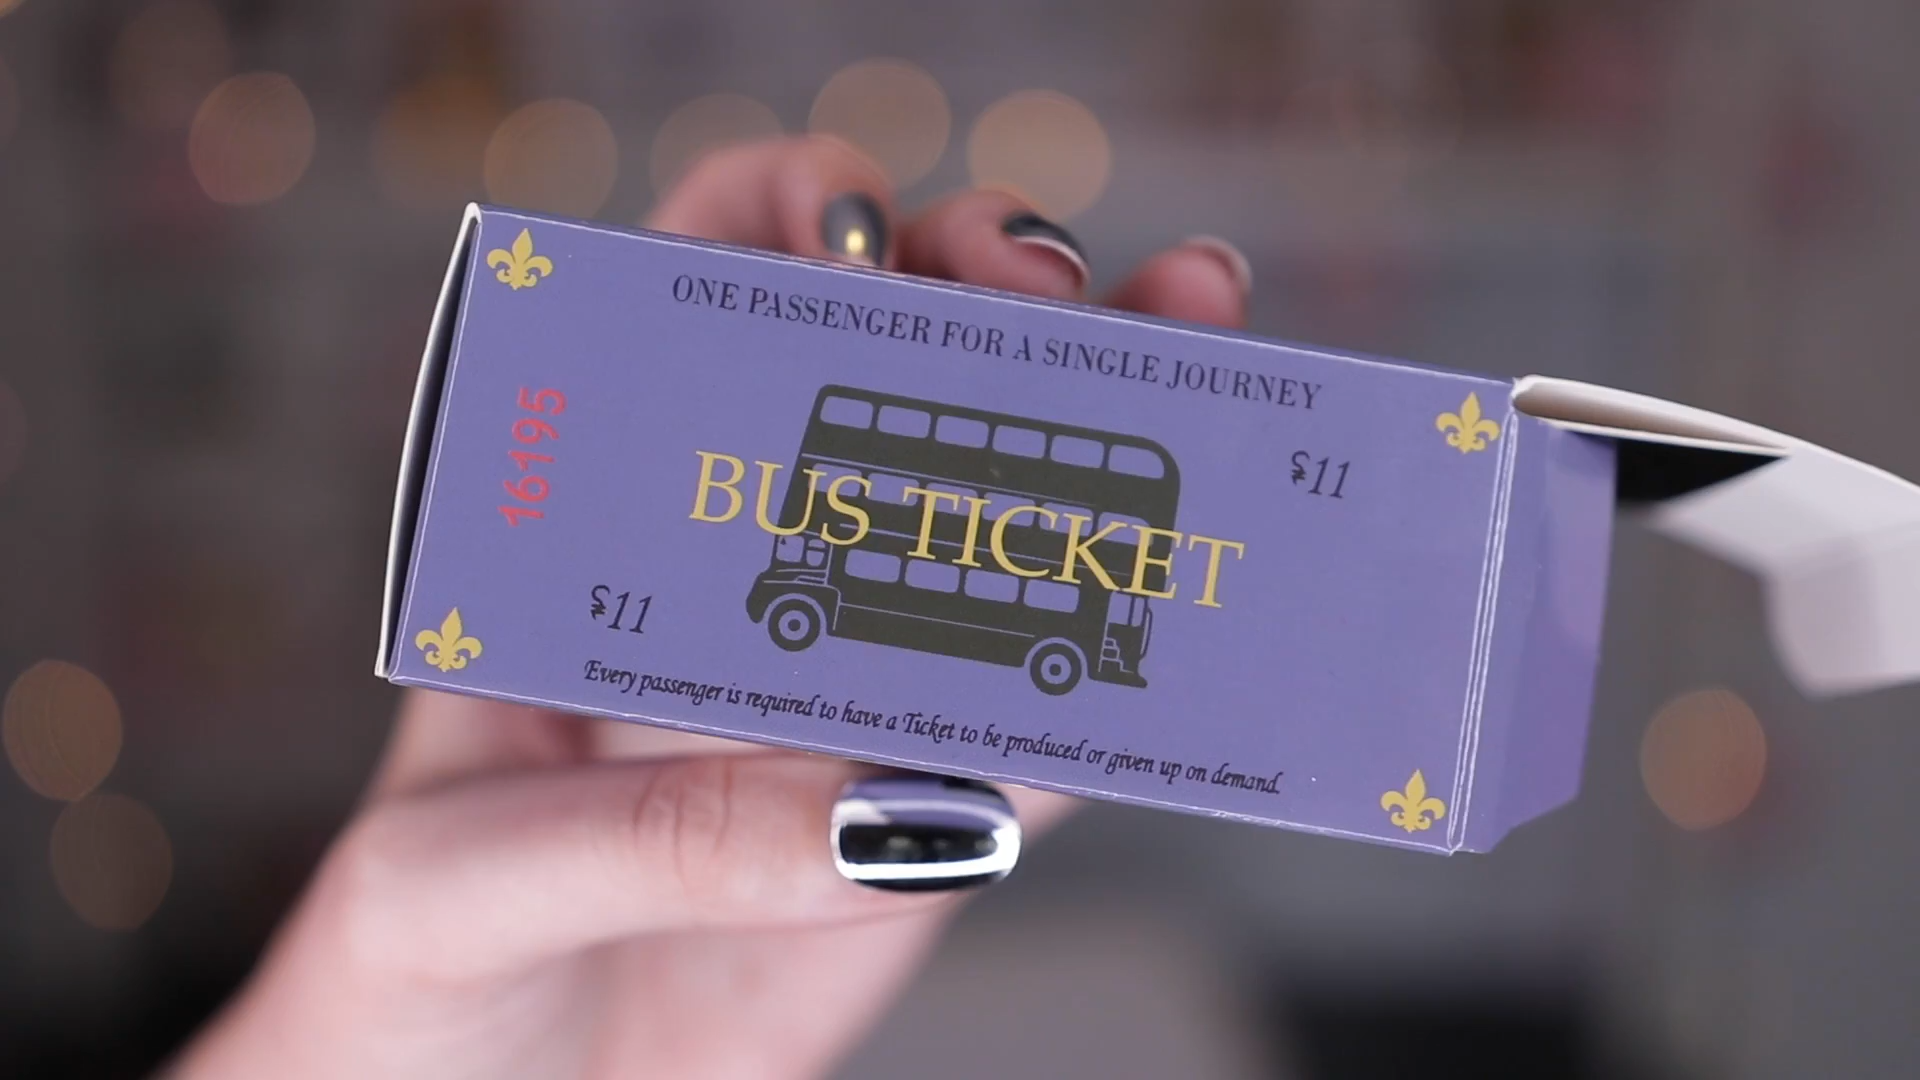 ONE PASSENGER FOR A SINGLE JOURNEY
16195
$11
BUS TICKET
$11
Every passenger is required to have a Ticket to be produced or given up on demand.